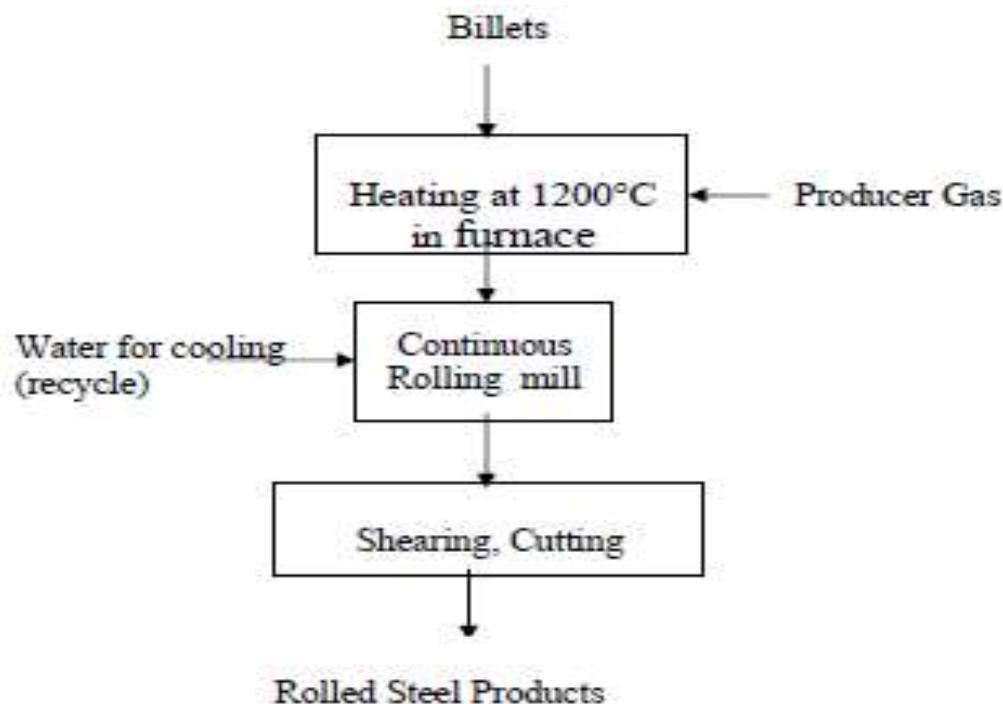 Billets
Heating at 1200°C
in furnace
Producer Gas
Water for cooling
(recycle)
Continuous
Rolling mill
Shearing, Cutting
Rolled Steel Products